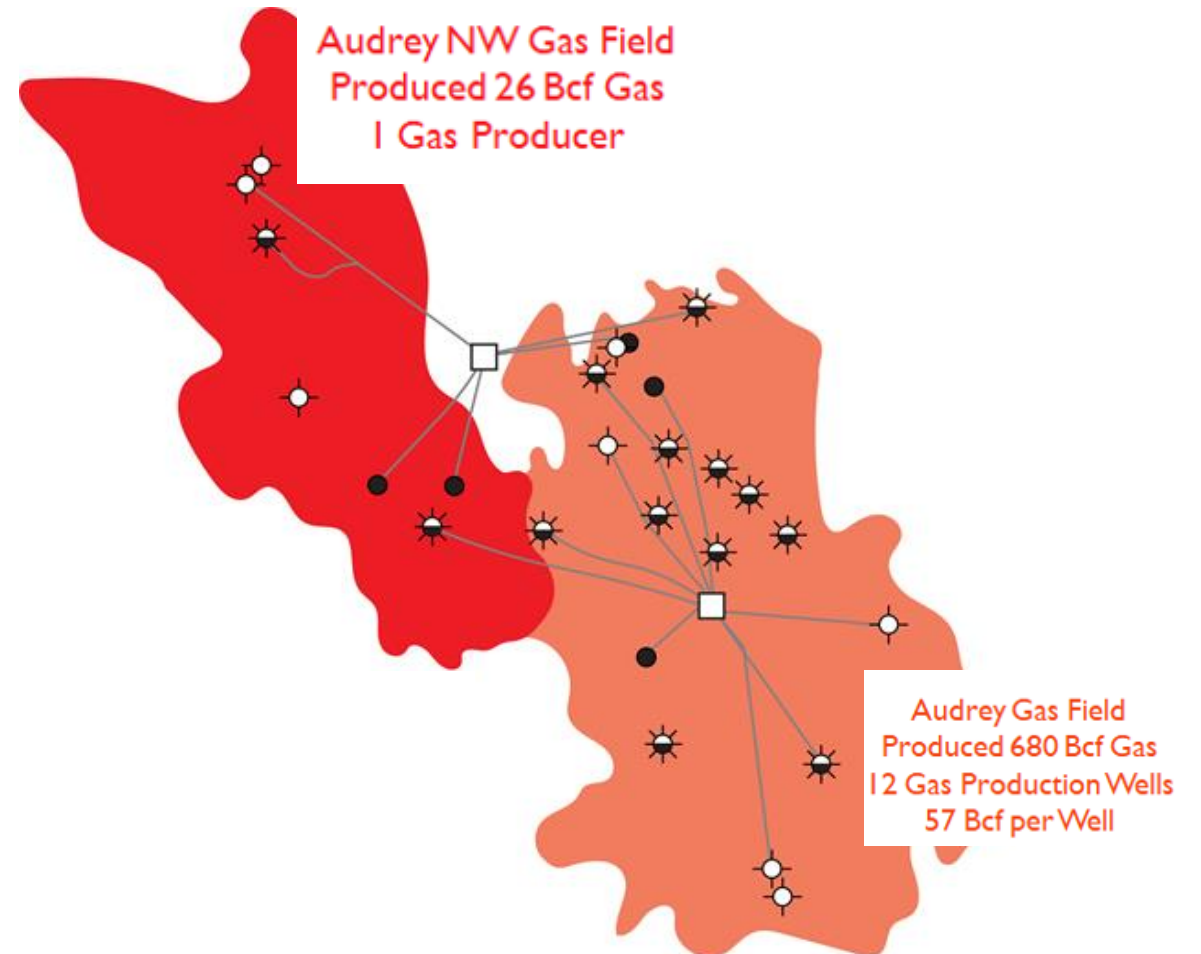 Audrey NW Gas Field
Produced 26 Bcf Gas
1 Gas Producer
Audrey Gas Field
Produced 680 Bcf Gas
12 Gas Production Wells
57 Bcf per Well